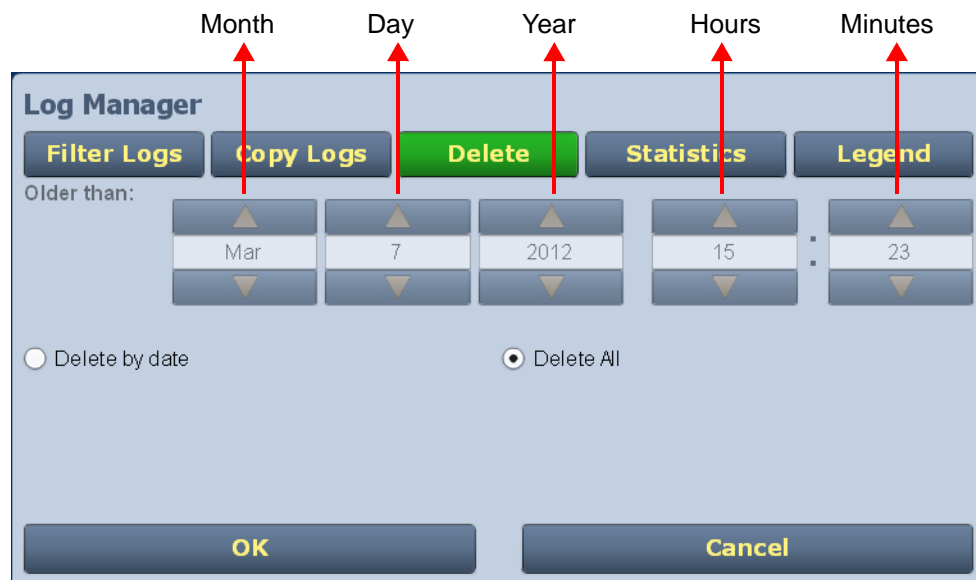 Month Day Year Hours Minutes
Log Manager
Filter Logs Copy Logs Delete Statistics Legend
Older than:
Mar 7 2012 15 : 23
Delete by date Delete All
OK Cancel